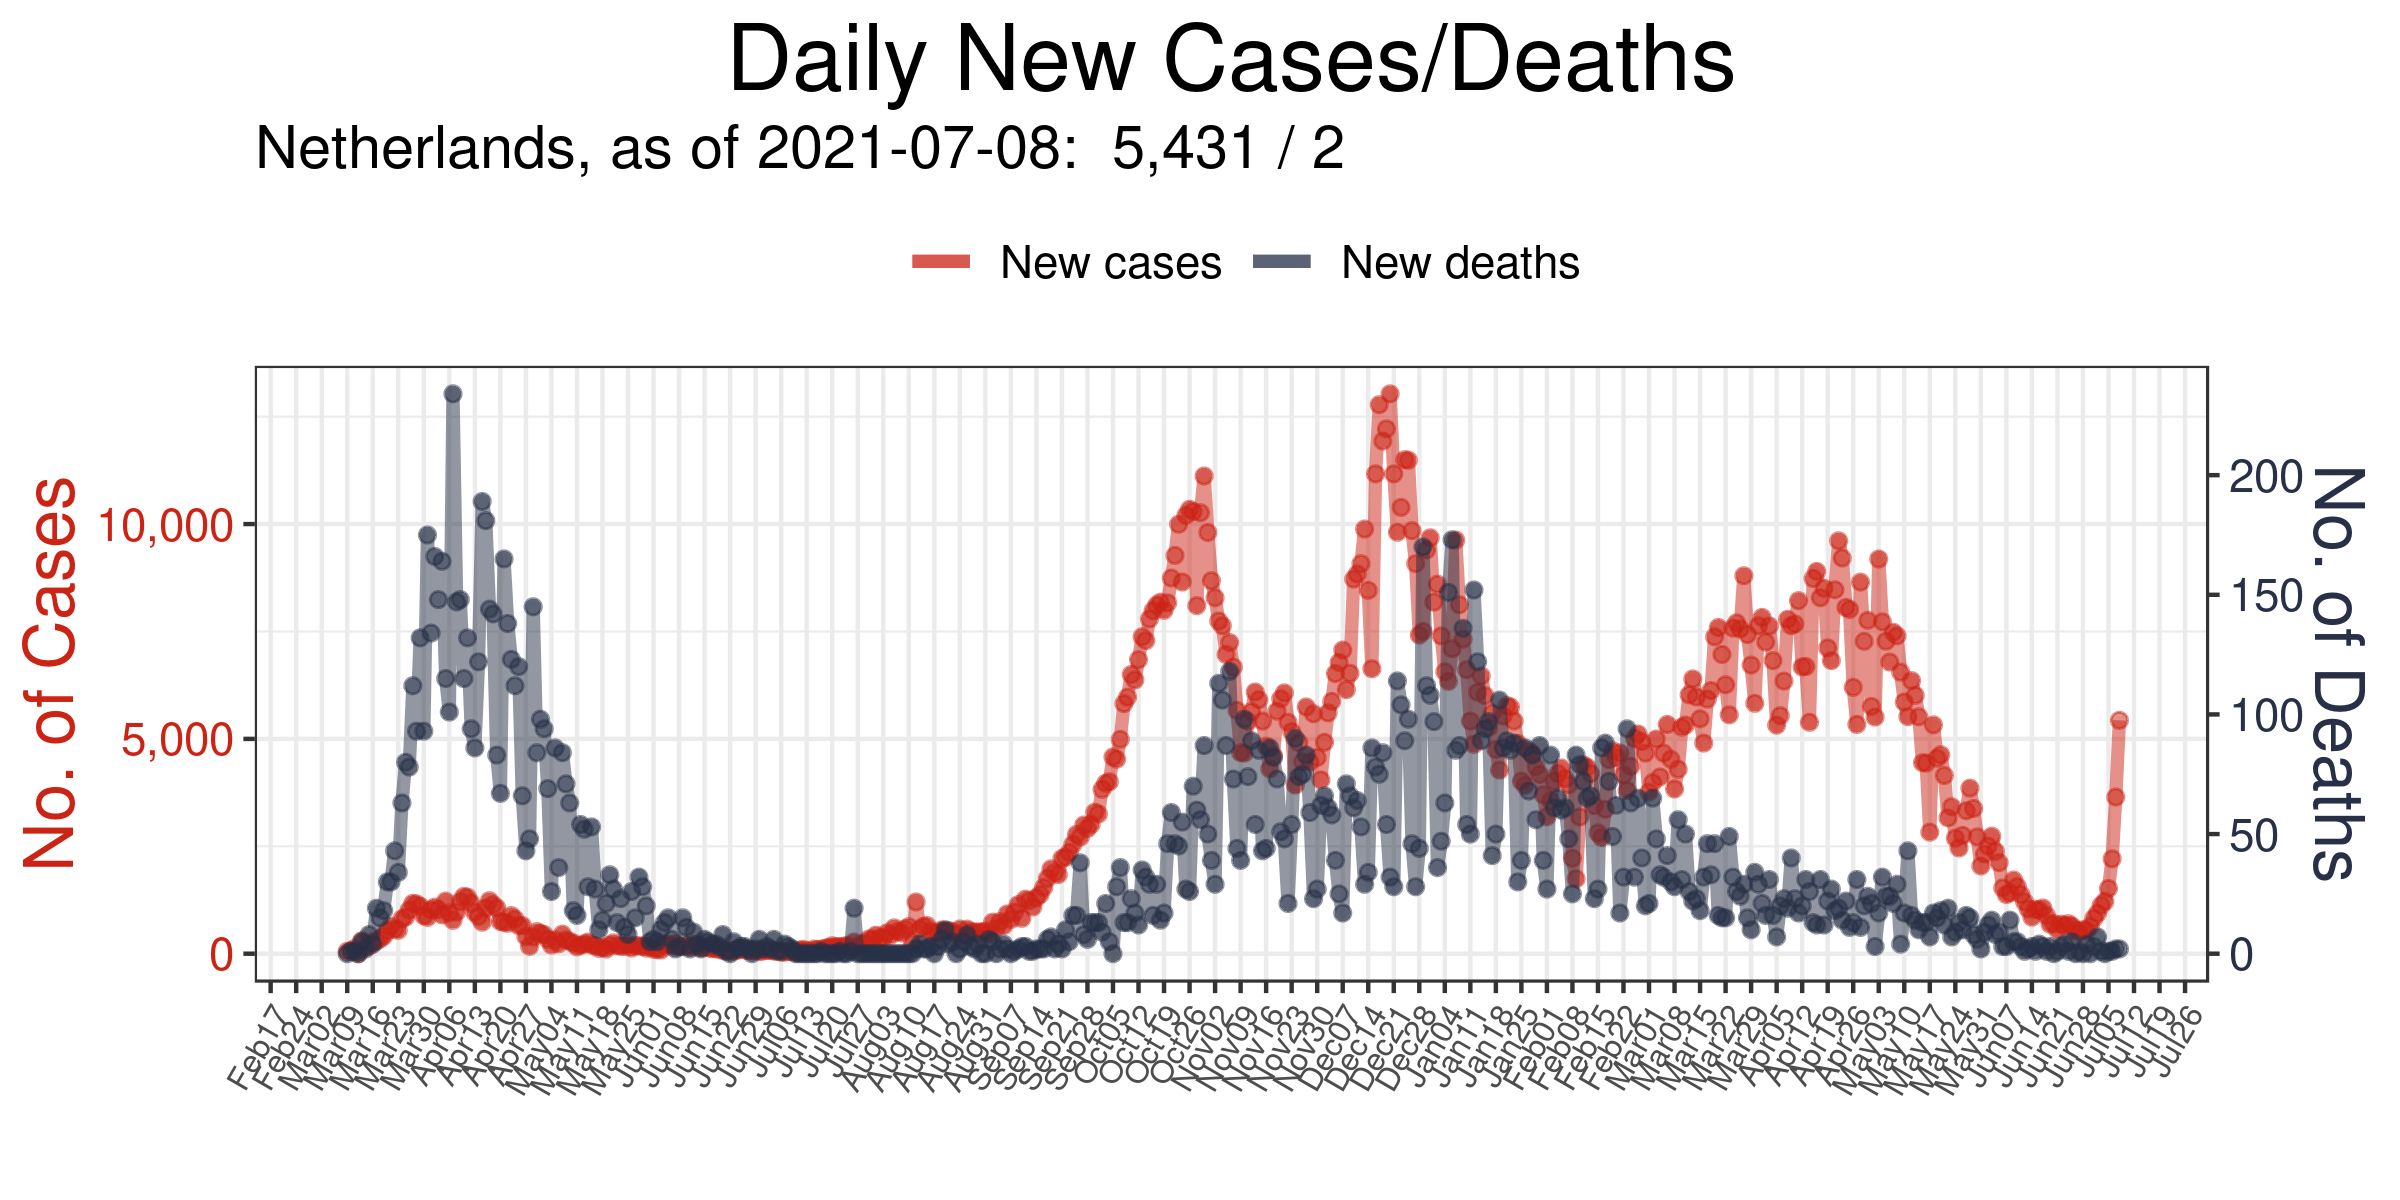 Daily New Cases/Deaths
Netherlands, as of 2021-07-08:  5,431 / 2
New cases New deaths
No. of Cases
10,000
5,000
0
200
150
100
50
0
No. of Deaths
Feb17 Feb24 Mar02 Mar09 Mar16 Mar23 Mar30 Apr06 Apr13 Apr20 Apr27 May04 May11 May18 May25 Jun01 Jun08 Jun15 Jun22 Jun29 Jul06 Jul13 Jul20 Jul27 Aug03 Aug10 Aug17 Aug24 Aug31 Sep07 Sep14 Sep21 Sep28 Oct05 Oct12 Oct19 Oct26 Nov02 Nov09 Nov16 Nov23 Nov30 Dec07 Dec14 Dec21 Dec28 Jan04 Jan11 Jan18 Jan25 Feb01 Feb08 Feb15 Feb22 Mar01 Mar08 Mar15 Mar22 Mar29 Apr05 Apr12 Apr19 Apr26 May03 May10 May17 May24 May31 Jun07 Jun14 Jun21 Jun28 Jul05 Jul12 Jul19 Jul26